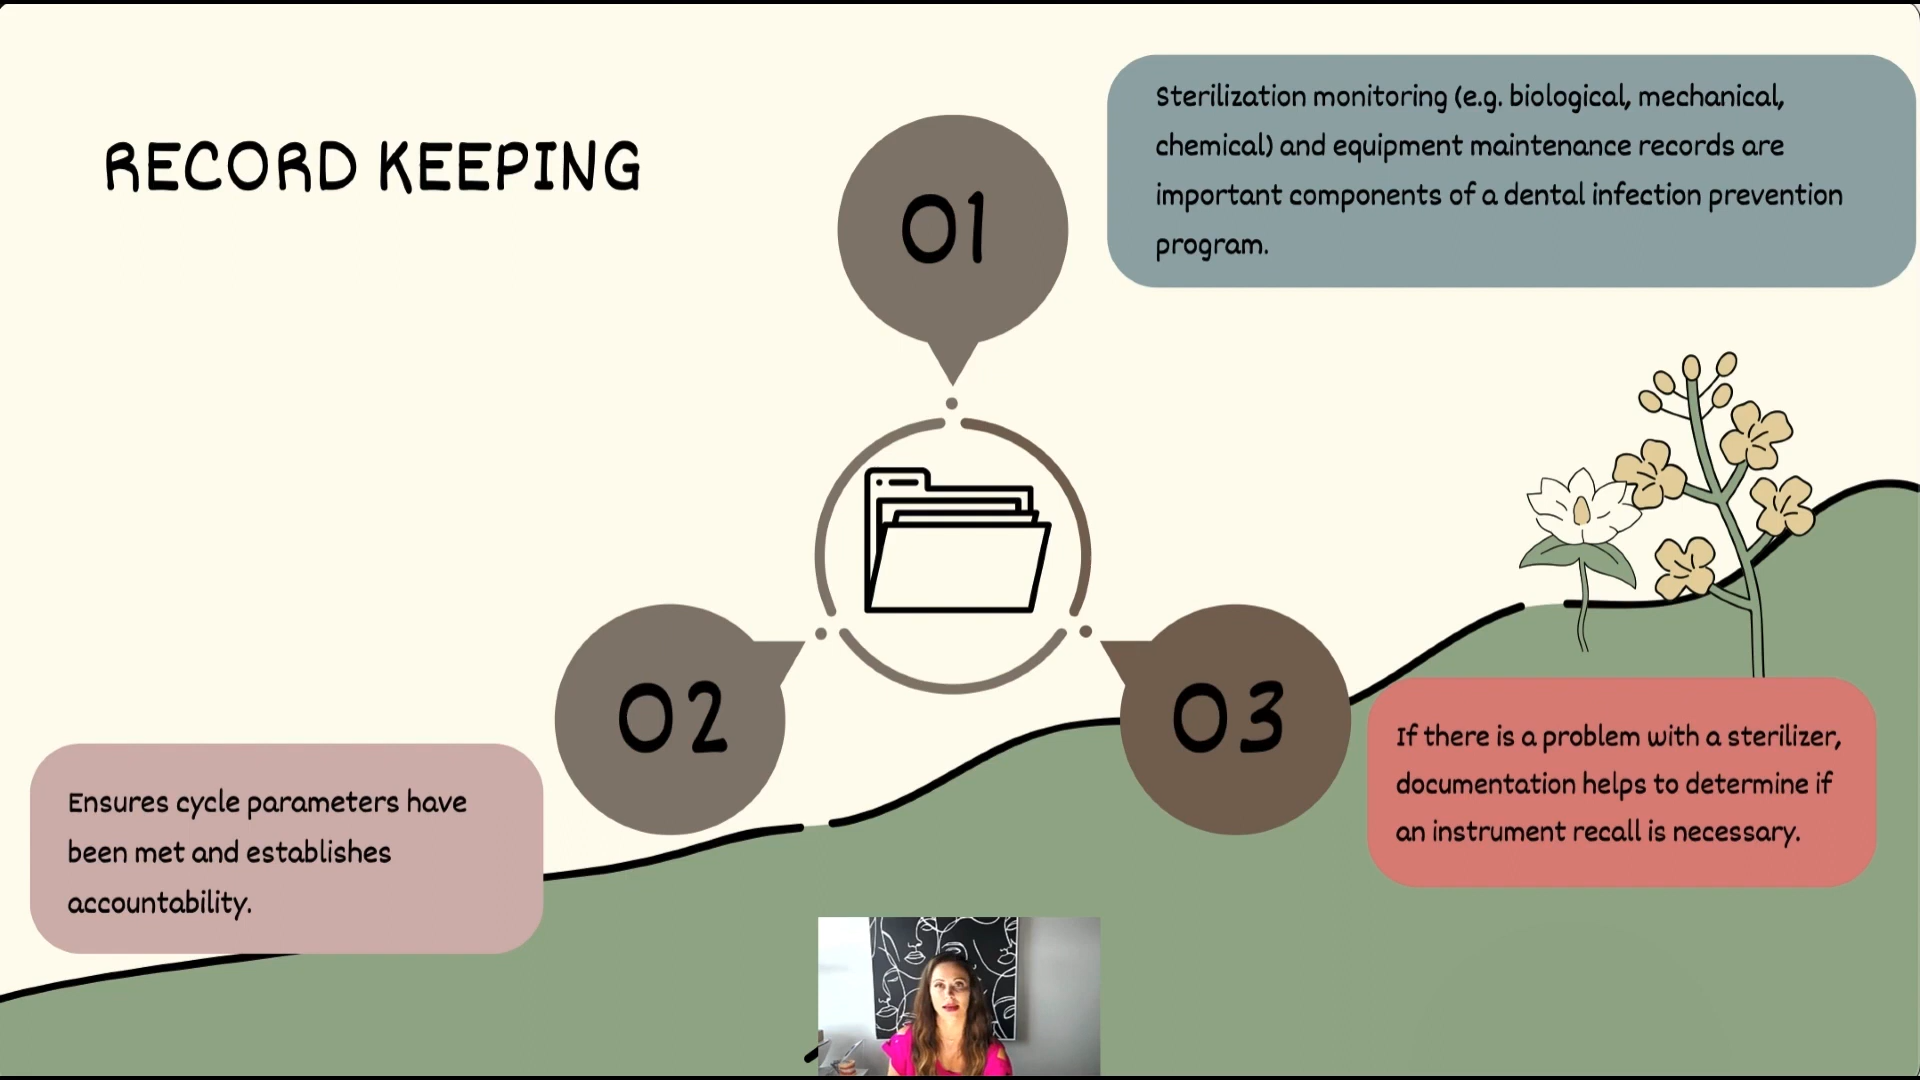 RECORD KEEPING
01
Sterilization monitoring (e.g. biological, mechanical,
chemical) and equipment maintenance records are
important components of a dental infection prevention
program.
02
Ensures cycle parameters have
been met and establishes
accountability.
03
If there is a problem with a sterilizer,
documentation helps to determine if
an instrument recall is necessary.